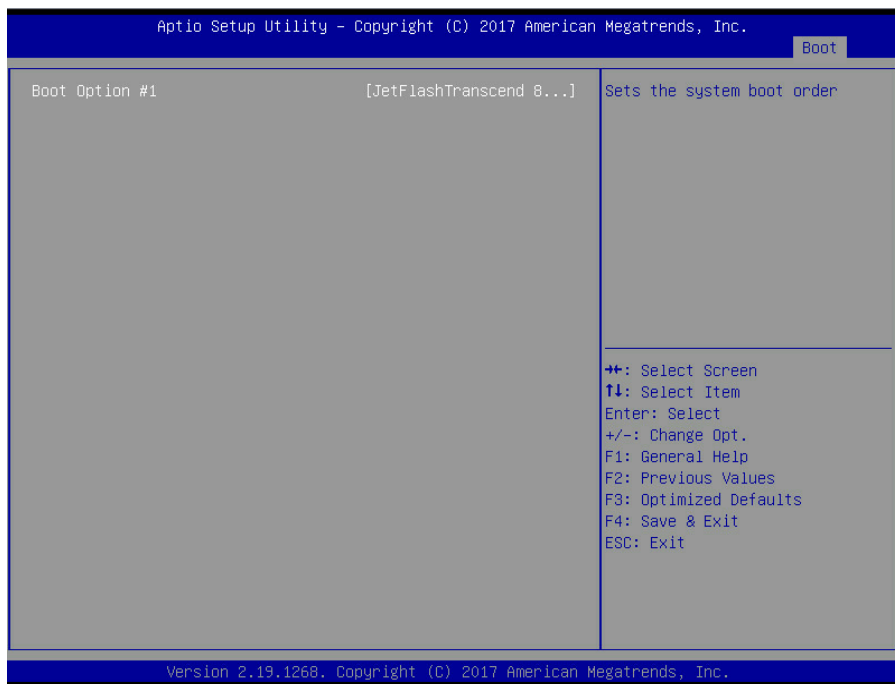 Aptio Setup Utility – Copyright (C) 2017 American Megatrends, Inc.
Boot
Boot Option #1 [JetFlashTranscend 8...]
Sets the system boot order
→←: Select Screen
↑↓: Select Item
Enter: Select
+/-: Change Opt.
F1: General Help
F2: Previous Values
F3: Optimized Defaults
F4: Save & Exit
ESC: Exit
Version 2.19.1268. Copyright (C) 2017 American Megatrends, Inc.